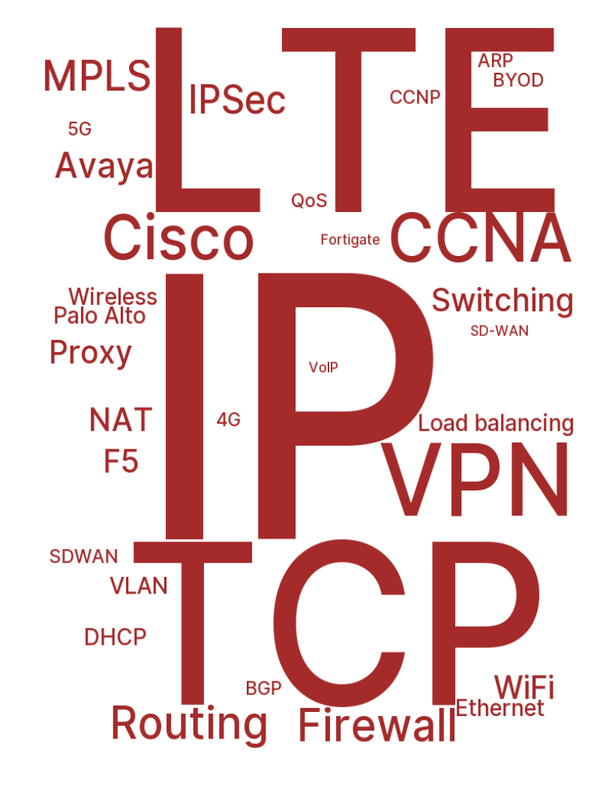 LTE
ARP
MPLS
BYOD
IPSec
CCNP
5G
Avaya
QoS
Cisco
Fortigate
CCNA
Wireless
Switching
Palo Alto
SD-WAN
Proxy
IP
VoIP
NAT
4G
Load balancing
F5
VPN
SDWAN
TCP
VLAN
DHCP
BGP
WiFi
Ethernet
Routing
Firewall